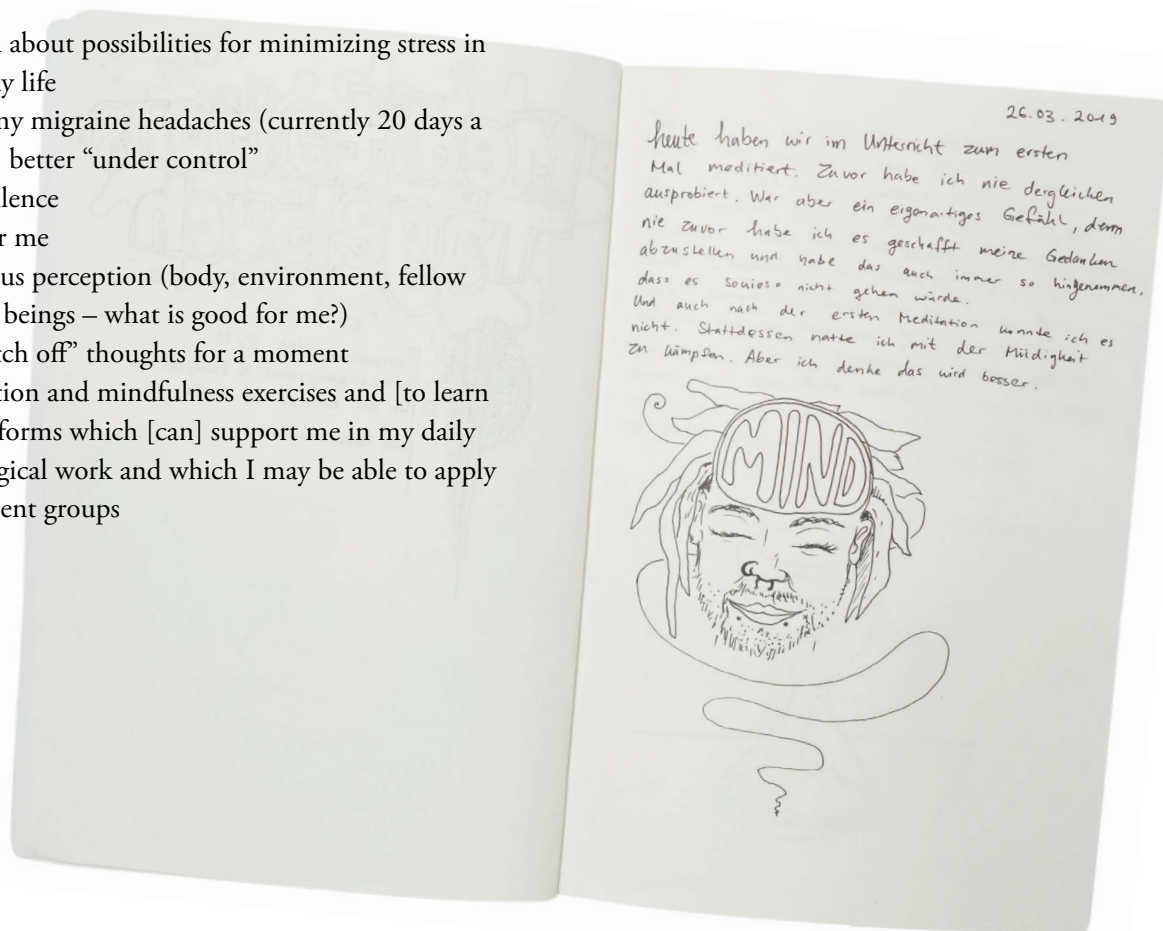 about possibilities for minimizing stress in
y life
ny migraine headaches (currently 20 days a
better “under control”
ilence
r me
us perception (body, environment, fellow
beings – what is good for me?)
tch off” thoughts for a moment
tion and mindfulness exercises and [to learn
forms which [can] support me in my daily
gical work and which I may be able to apply
ent groups
26.03.2019
heute haben wir im Unterricht zum ersten
Mal meditiert. Zuvor habe ich nie dergleichen
ausprobiert. War aber ein eigenartiges Gefühl, denn
nie zuvor habe ich es geschafft meine Gedanken
abzustellen und habe das auch immer so hingenommen,
dass es sowieso nicht gehen würde.
Und auch nach der ersten Meditation konnte ich es
nicht. Stattdessen hatte ich mit der Müdigkeit
zu kämpfen. Aber ich denke das wird besser.
MIND